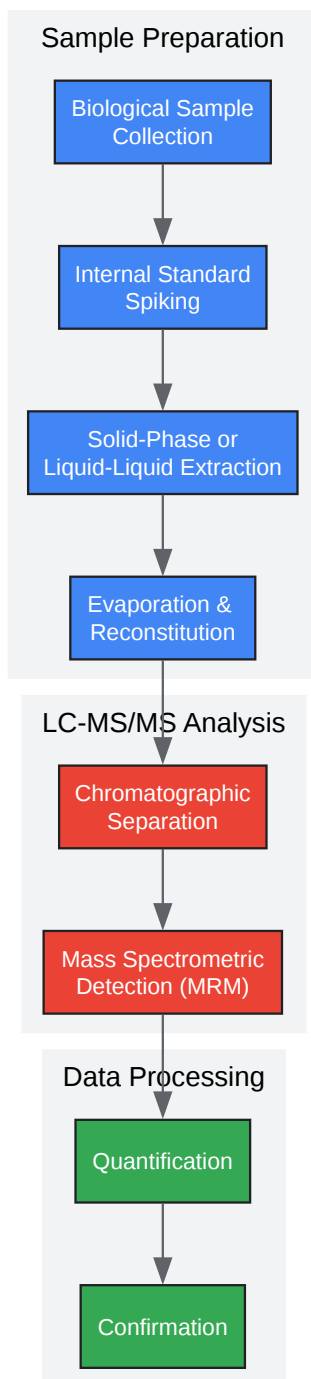 Sample Preparation
Biological Sample
Collection
Internal Standard
Spiking
Solid-Phase or
Liquid-Liquid Extraction
Evaporation &
Reconstitution
LC-MS/MS Analysis
Chromatographic
Separation
Mass Spectrometric
Detection (MRM)
Data Processing
Quantification
Confirmation